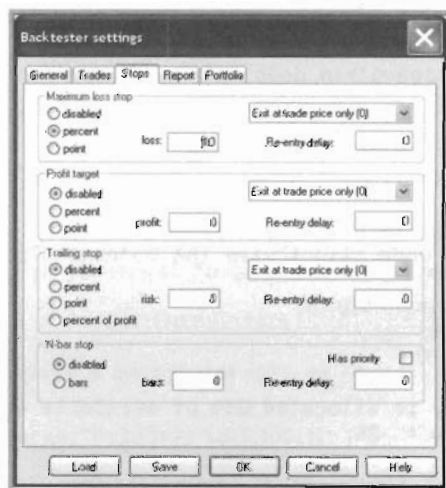 Backtester settings
General Trades Stops Report Portfolio
Maximum loss stop
disabled
percent
point
loss:
Exit at trade price only (0)
Re-entry delay: 0
Profit target
disabled
percent
point
profit: 0
Exit at trade price only (0)
Re-entry delay: 0
Trailing stop
disabled
percent
point
percent of profit
risk:
Exit at trade price only (0)
Re-entry delay: 0
N-bar stop
disabled
bars
bars:
Has priority
Re-entry delay: 0
Load Save OK Cancel Help